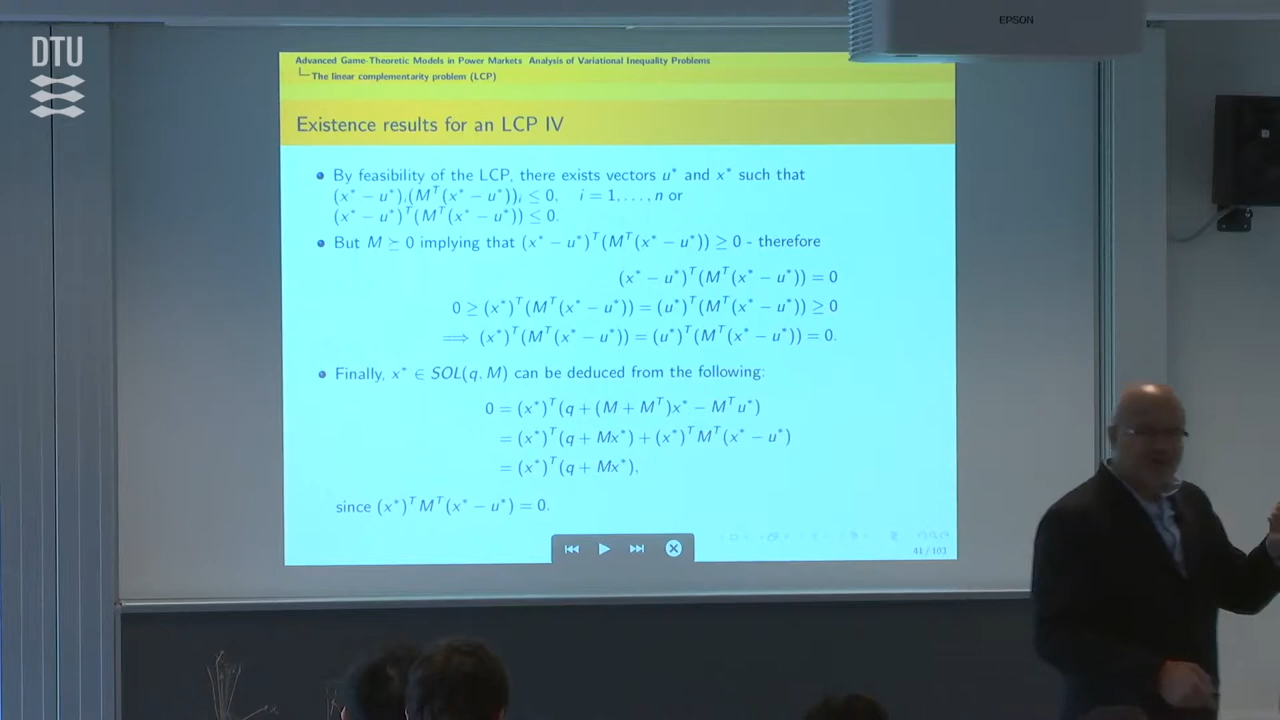 DTU
EPSON
Advanced Game-Theoretic Models in Power Markets Analysis of Variational Inequality Problems
The linear complementarity problem (LCP)
Existence results for an LCP IV
By feasibility of the LCP, there exists vectors u* and x* such that
(x* − u*)ᵢ(Mᵀ(x* − u*))ᵢ ≤ 0, i = 1, . . . , n or
(x* − u*)ᵀ(Mᵀ(x* − u*)) ≤ 0.
But M ⪰ 0 implying that (x* − u*)ᵀ(Mᵀ(x* − u*)) ≥ 0 - therefore
(x* − u*)ᵀ(Mᵀ(x* − u*)) = 0
0 ≥ (x*)ᵀ(Mᵀ(x* − u*)) = (u*)ᵀ(Mᵀ(x* − u*)) ≥ 0
⟹ (x*)ᵀ(Mᵀ(x* − u*)) = (u*)ᵀ(Mᵀ(x* − u*)) = 0.
Finally, x* ∈ SOL(q, M) can be deduced from the following:
0 = (x*)ᵀ(q + (M + Mᵀ)x* − Mᵀu*)
= (x*)ᵀ(q + Mx*) + (x*)ᵀMᵀ(x* − u*)
= (x*)ᵀ(q + Mx*),
since (x*)ᵀMᵀ(x* − u*) = 0.
41 / 103